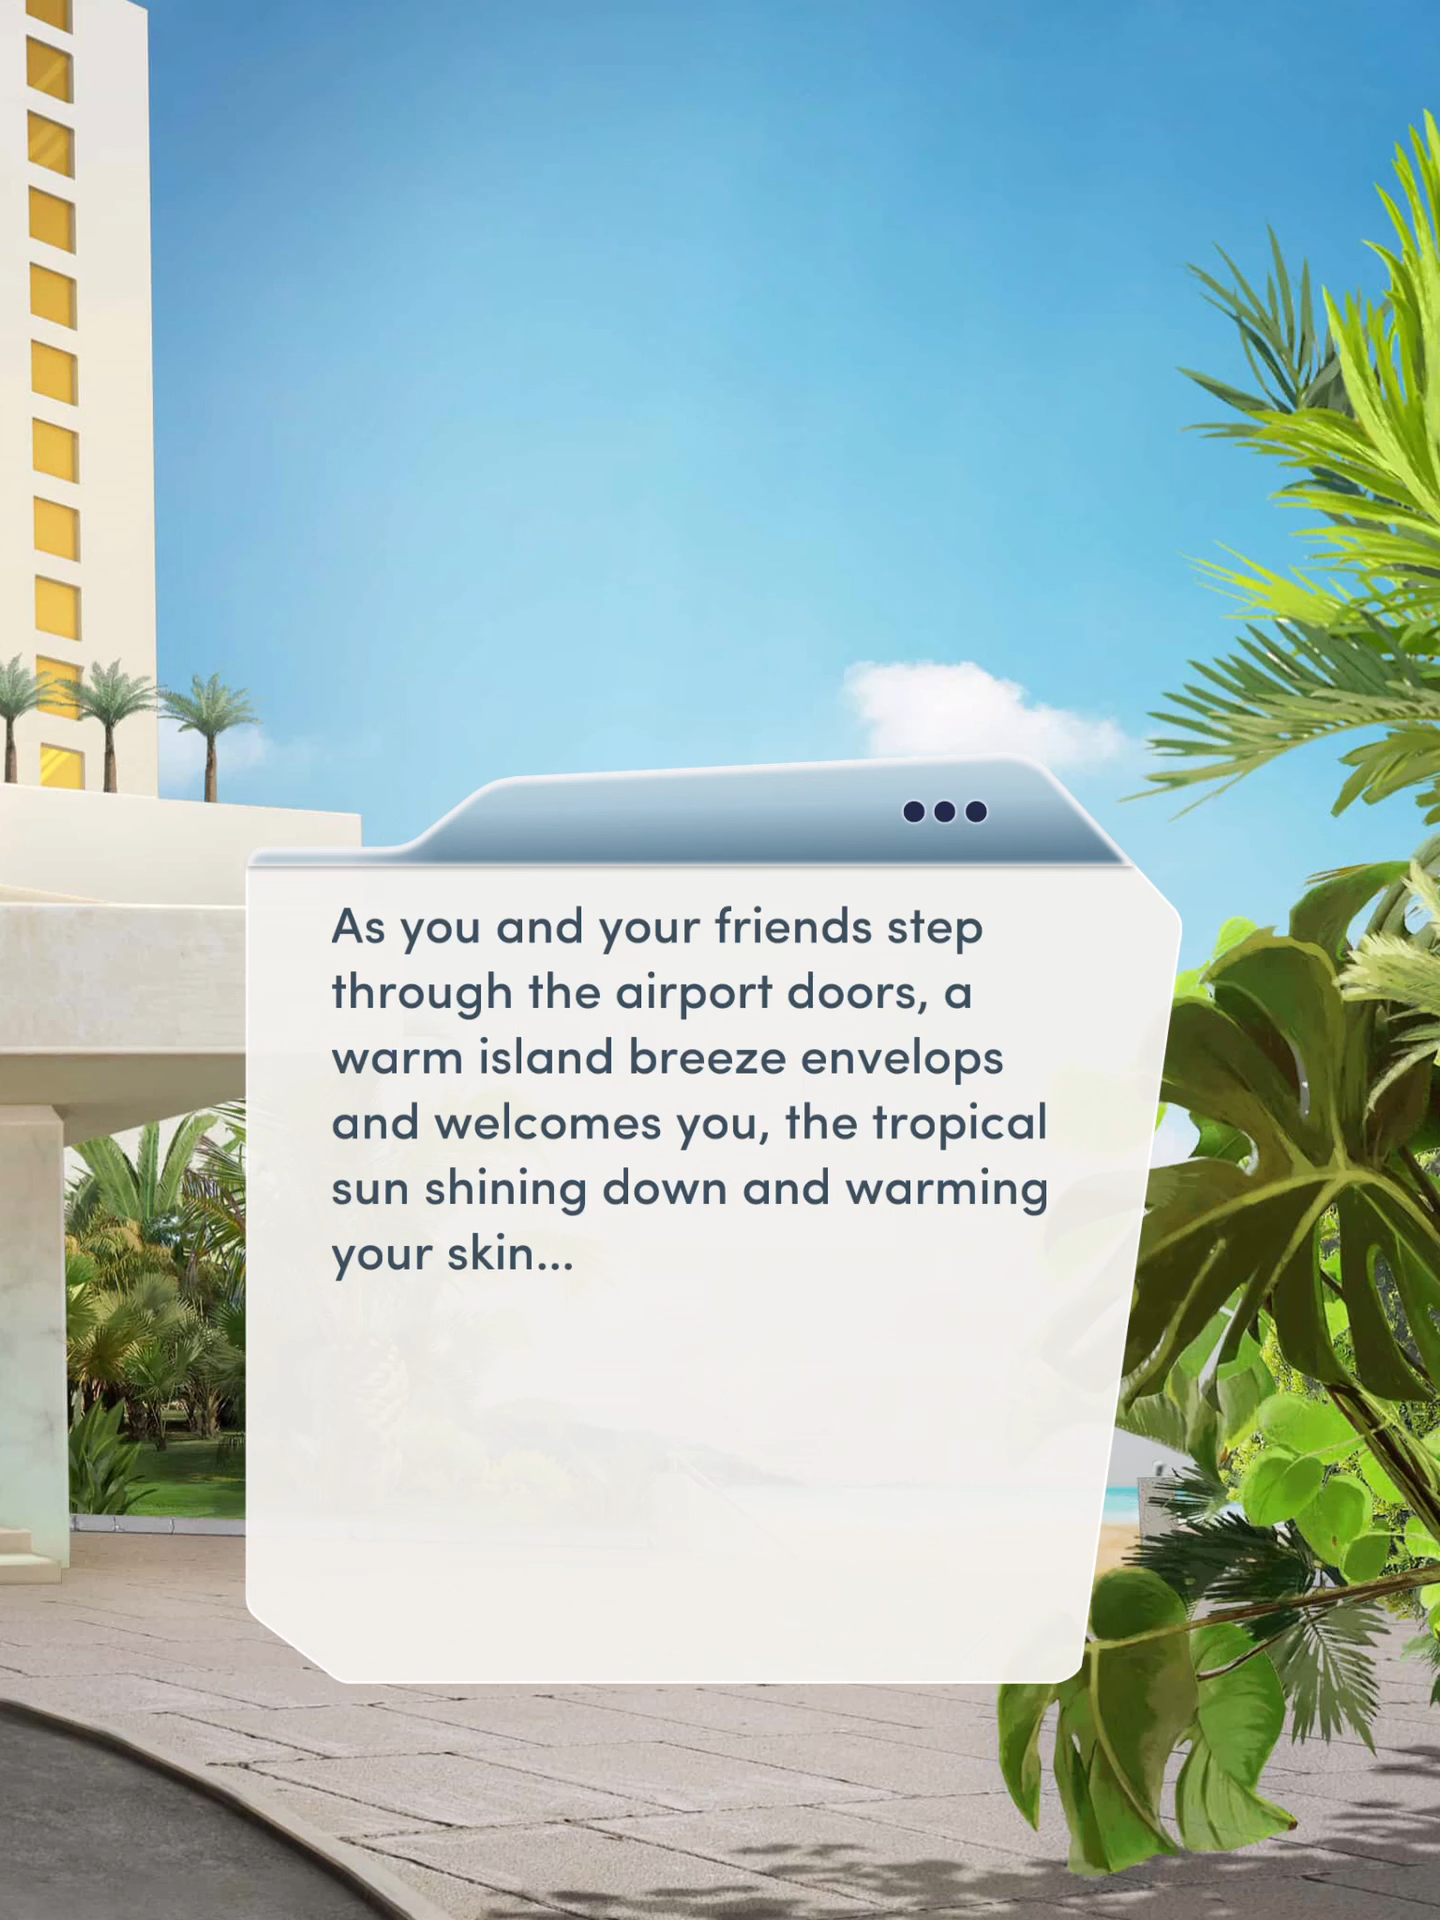 As you and your friends step
through the airport doors, a
warm island breeze envelops
and welcomes you, the tropical
sun shining down and warming
your skin...